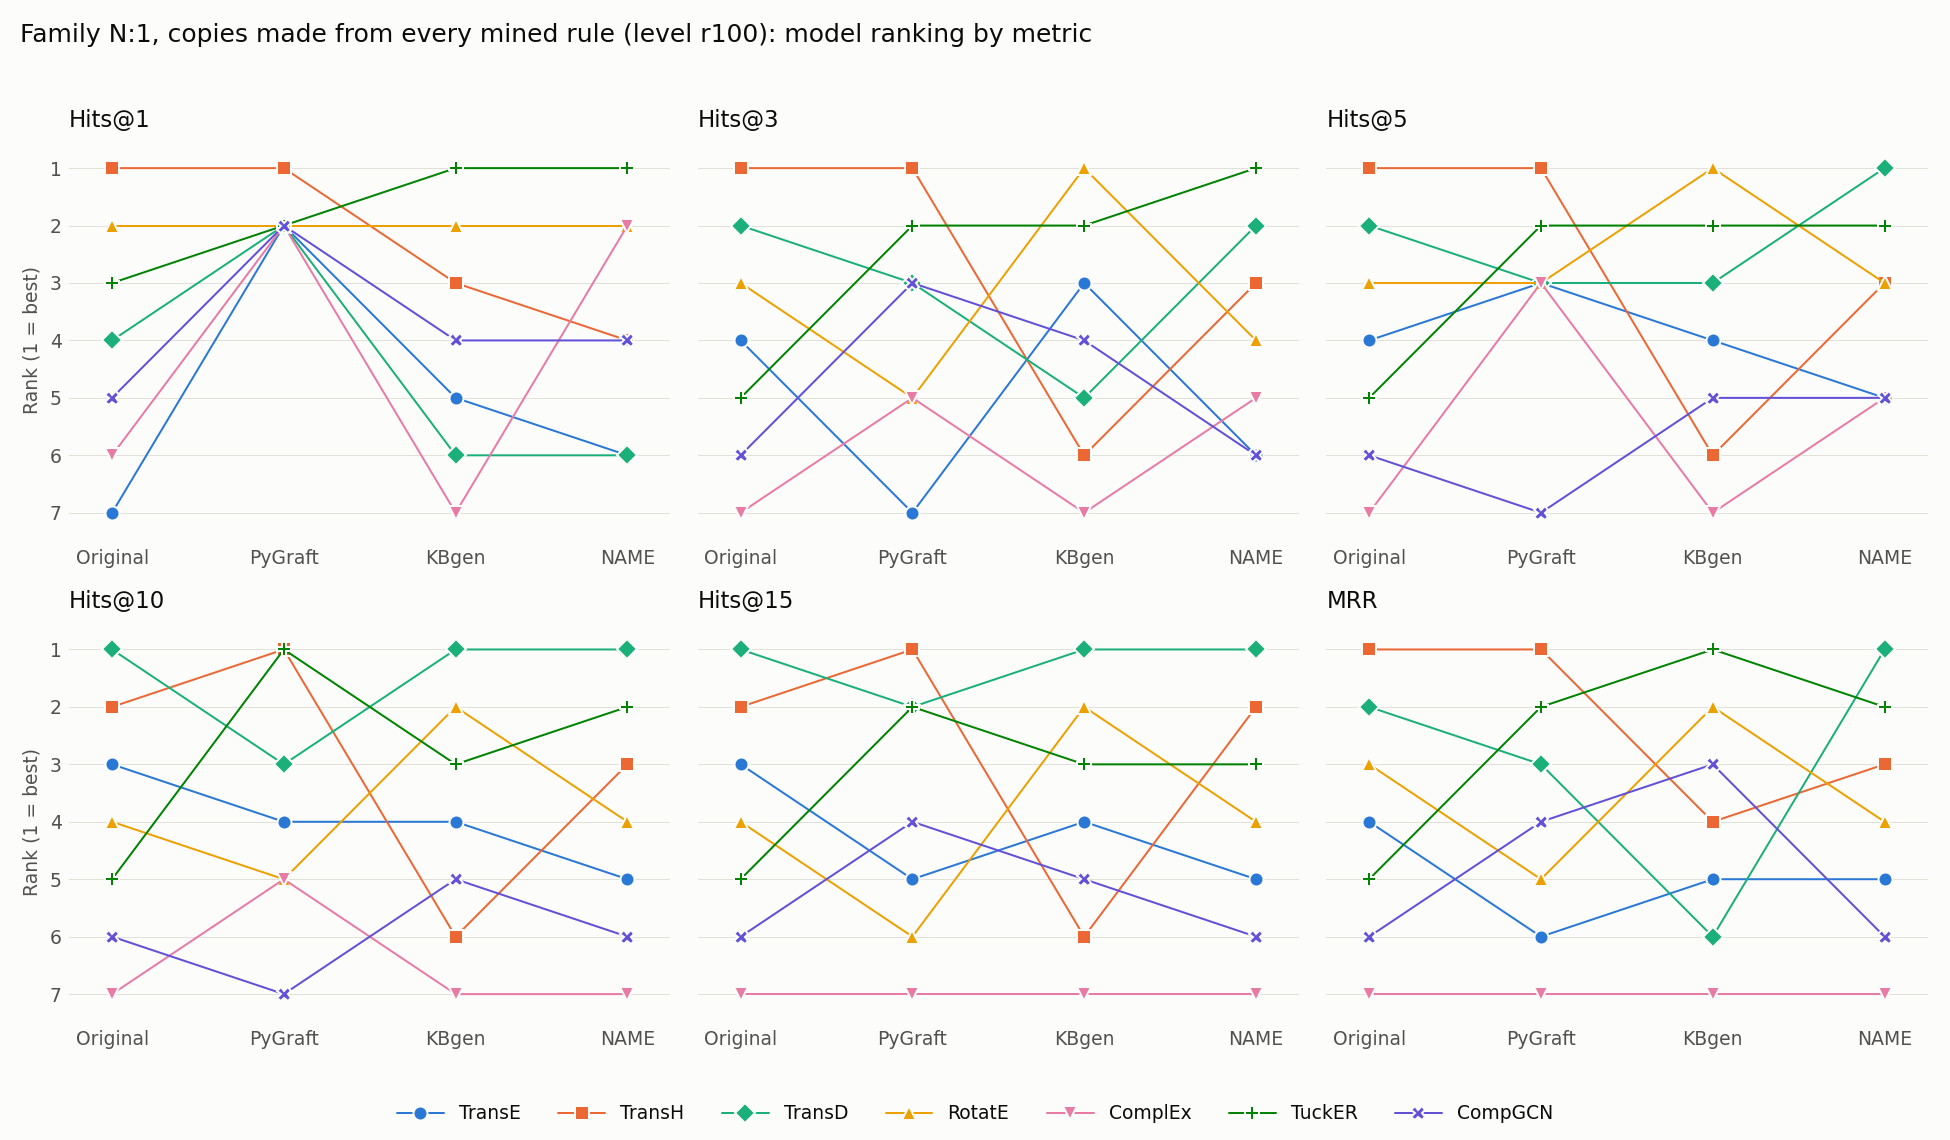 Family N:1, copies made from every mined rule (level r100): model ranking by metric
Hits@1
Hits@3
Hits@5
Rank (1 = best)
1
2
3
4
5
6
7
Original PyGraft KBgen NAME
Original PyGraft KBgen NAME
Original PyGraft KBgen NAME
Hits@10
Hits@15
MRR
Rank (1 = best)
1
2
3
4
5
6
7
Original PyGraft KBgen NAME
Original PyGraft KBgen NAME
Original PyGraft KBgen NAME
TransE TransH TransD RotatE ComplEx TuckER CompGCN